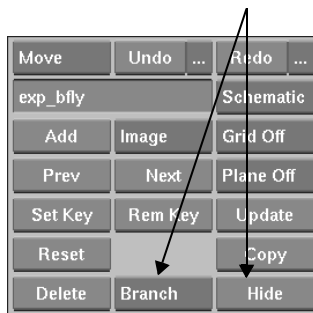 Move Undo ... Redo ...
exp_bfly Schematic
Add Image Grid Off
Prev Next Plane Off
Set Key Rem Key Update
Reset Copy
Delete Branch Hide